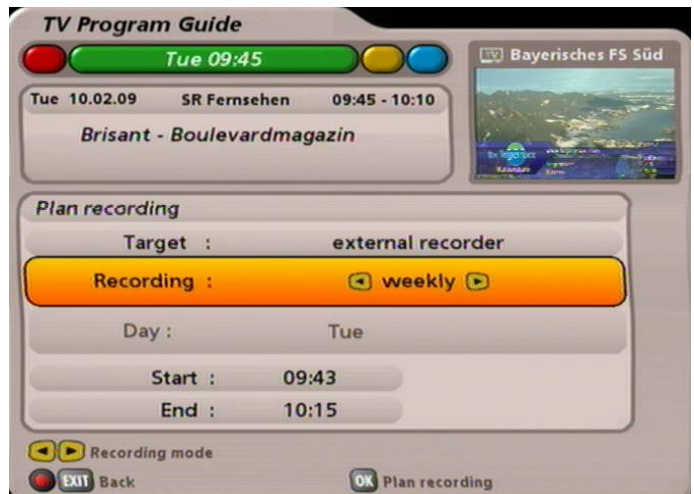 TV Program Guide
Tue 09:45
TV Bayerisches FS Süd
Tue 10.02.09 SR Fernsehen 09:45 - 10:10
Brisant - Boulevardmagazin
Plan recording
Target : external recorder
Recording : weekly
Day : Tue
Start : 09:43
End : 10:15
Recording mode
EXIT Back
OK Plan recording